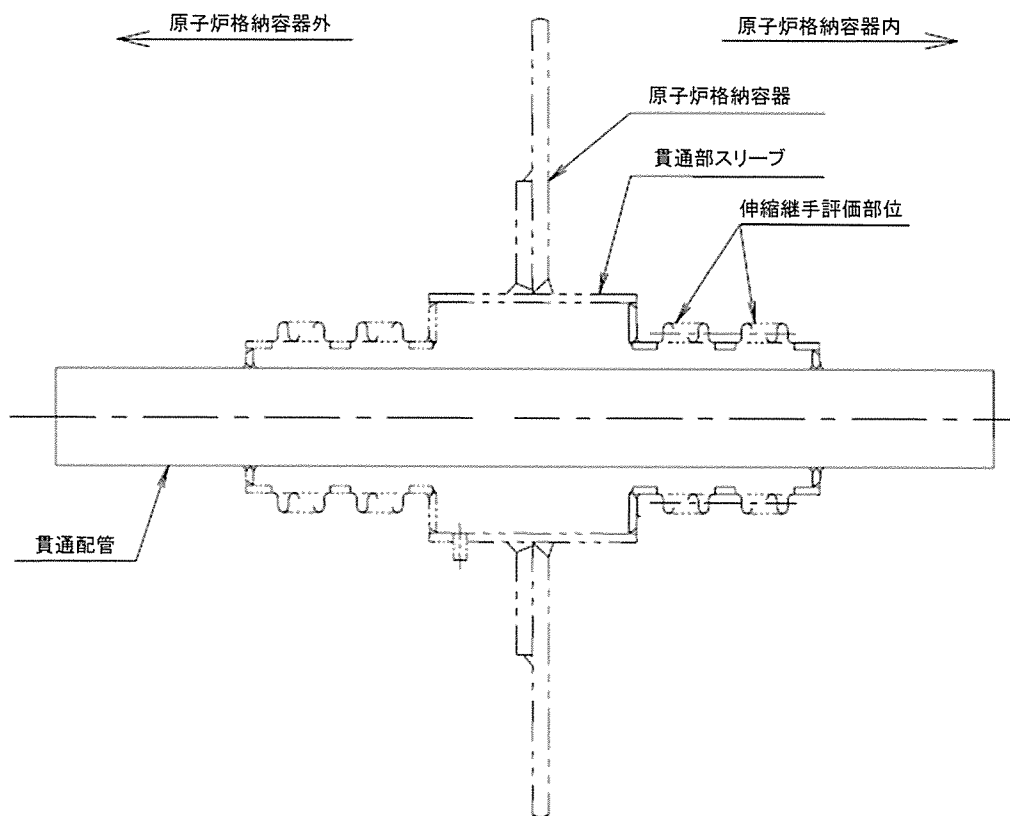 原子炉格納容器外
原子炉格納容器内
原子炉格納容器
貫通部スリーブ
伸縮継手評価部位
貫通配管